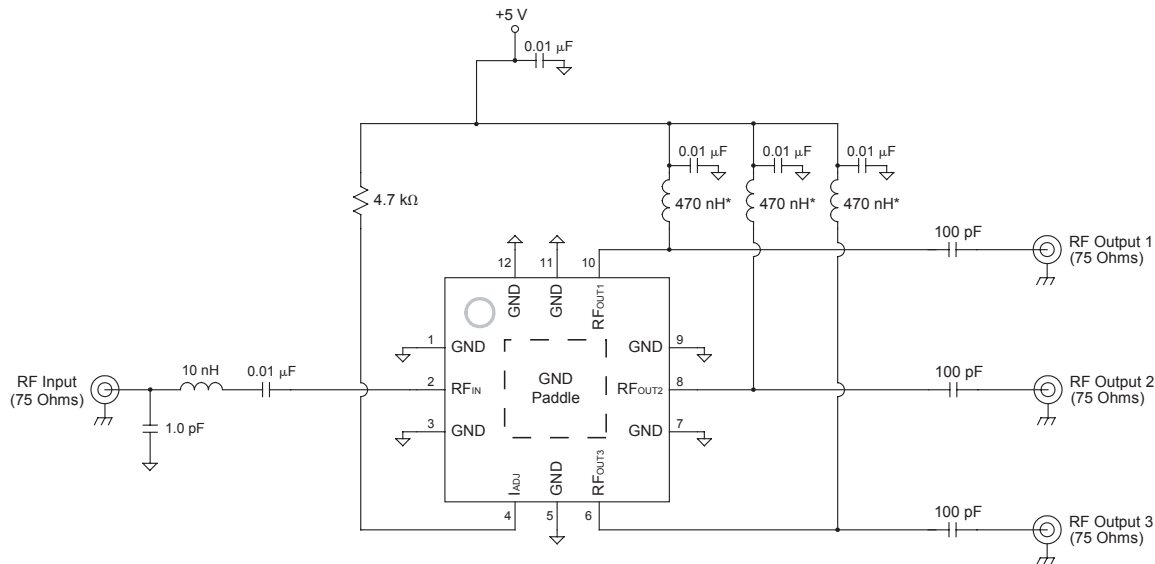 +5 V
0.01 μF
0.01 μF
0.01 μF
0.01 μF
4.7 kΩ
470 nH*
470 nH*
470 nH*
100 pF
RF Output 1
(75 Ohms)
12
11
10
GND
GND
RFOUT1
1
GND
GND
9
10 nH
0.01 μF
RF Input
(75 Ohms)
2
RFIN
GND
Paddle
RFOUT2
8
100 pF
RF Output 2
(75 Ohms)
1.0 pF
3
GND
GND
7
IADJ
GND
RFOUT3
4
5
6
100 pF
RF Output 3
(75 Ohms)